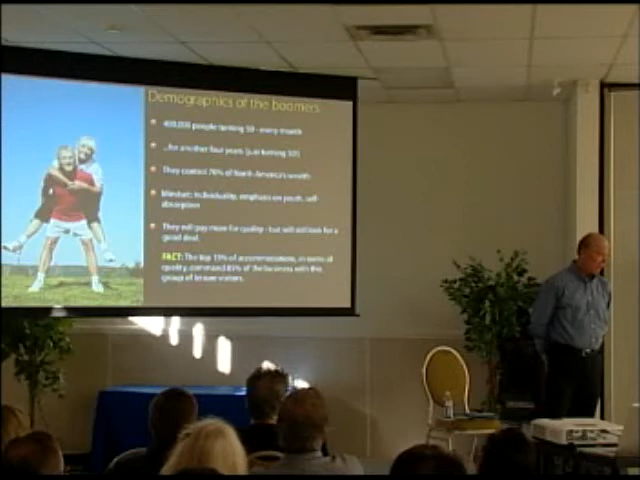 Demographics of the boomers
400,000 people turning 50 - every month
...for another four years (just turning 50!)
They control 76% of North America's wealth
Mindset: individuality, emphasis on youth, self-
absorption
They will pay more for quality - but will still look for a
good deal.
FACT: The top 15% of accommodations, in terms of
quality, command 85% of the business with this
group of leisure visitors.